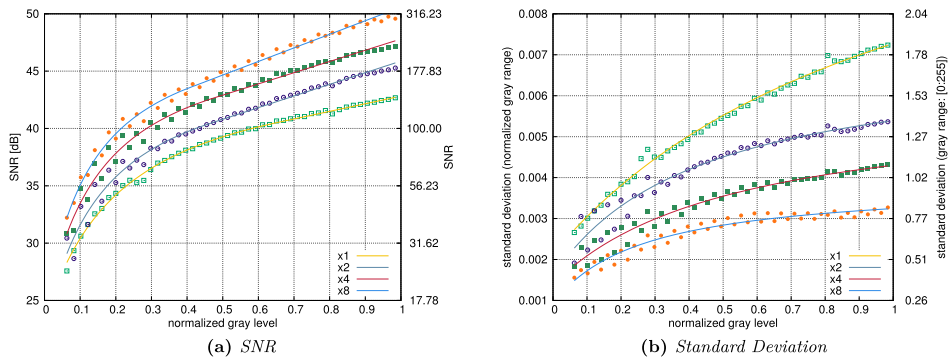 50
45
40
35
30
25
SNR [dB]
316.23
177.83
100.00
56.23
31.62
17.78
SNR
x1
x2
x4
x8
0 0.1 0.2 0.3 0.4 0.5 0.6 0.7 0.8 0.9 1
normalized gray level
(a) SNR
0.008
0.007
0.006
0.005
0.004
0.003
0.002
0.001
standard deviation (normalized gray range)
2.04
1.78
1.53
1.27
1.02
0.77
0.51
0.26
standard deviation (gray range: [0:255])
x1
x2
x4
x8
0 0.1 0.2 0.3 0.4 0.5 0.6 0.7 0.8 0.9 1
normalized gray level
(b) Standard Deviation